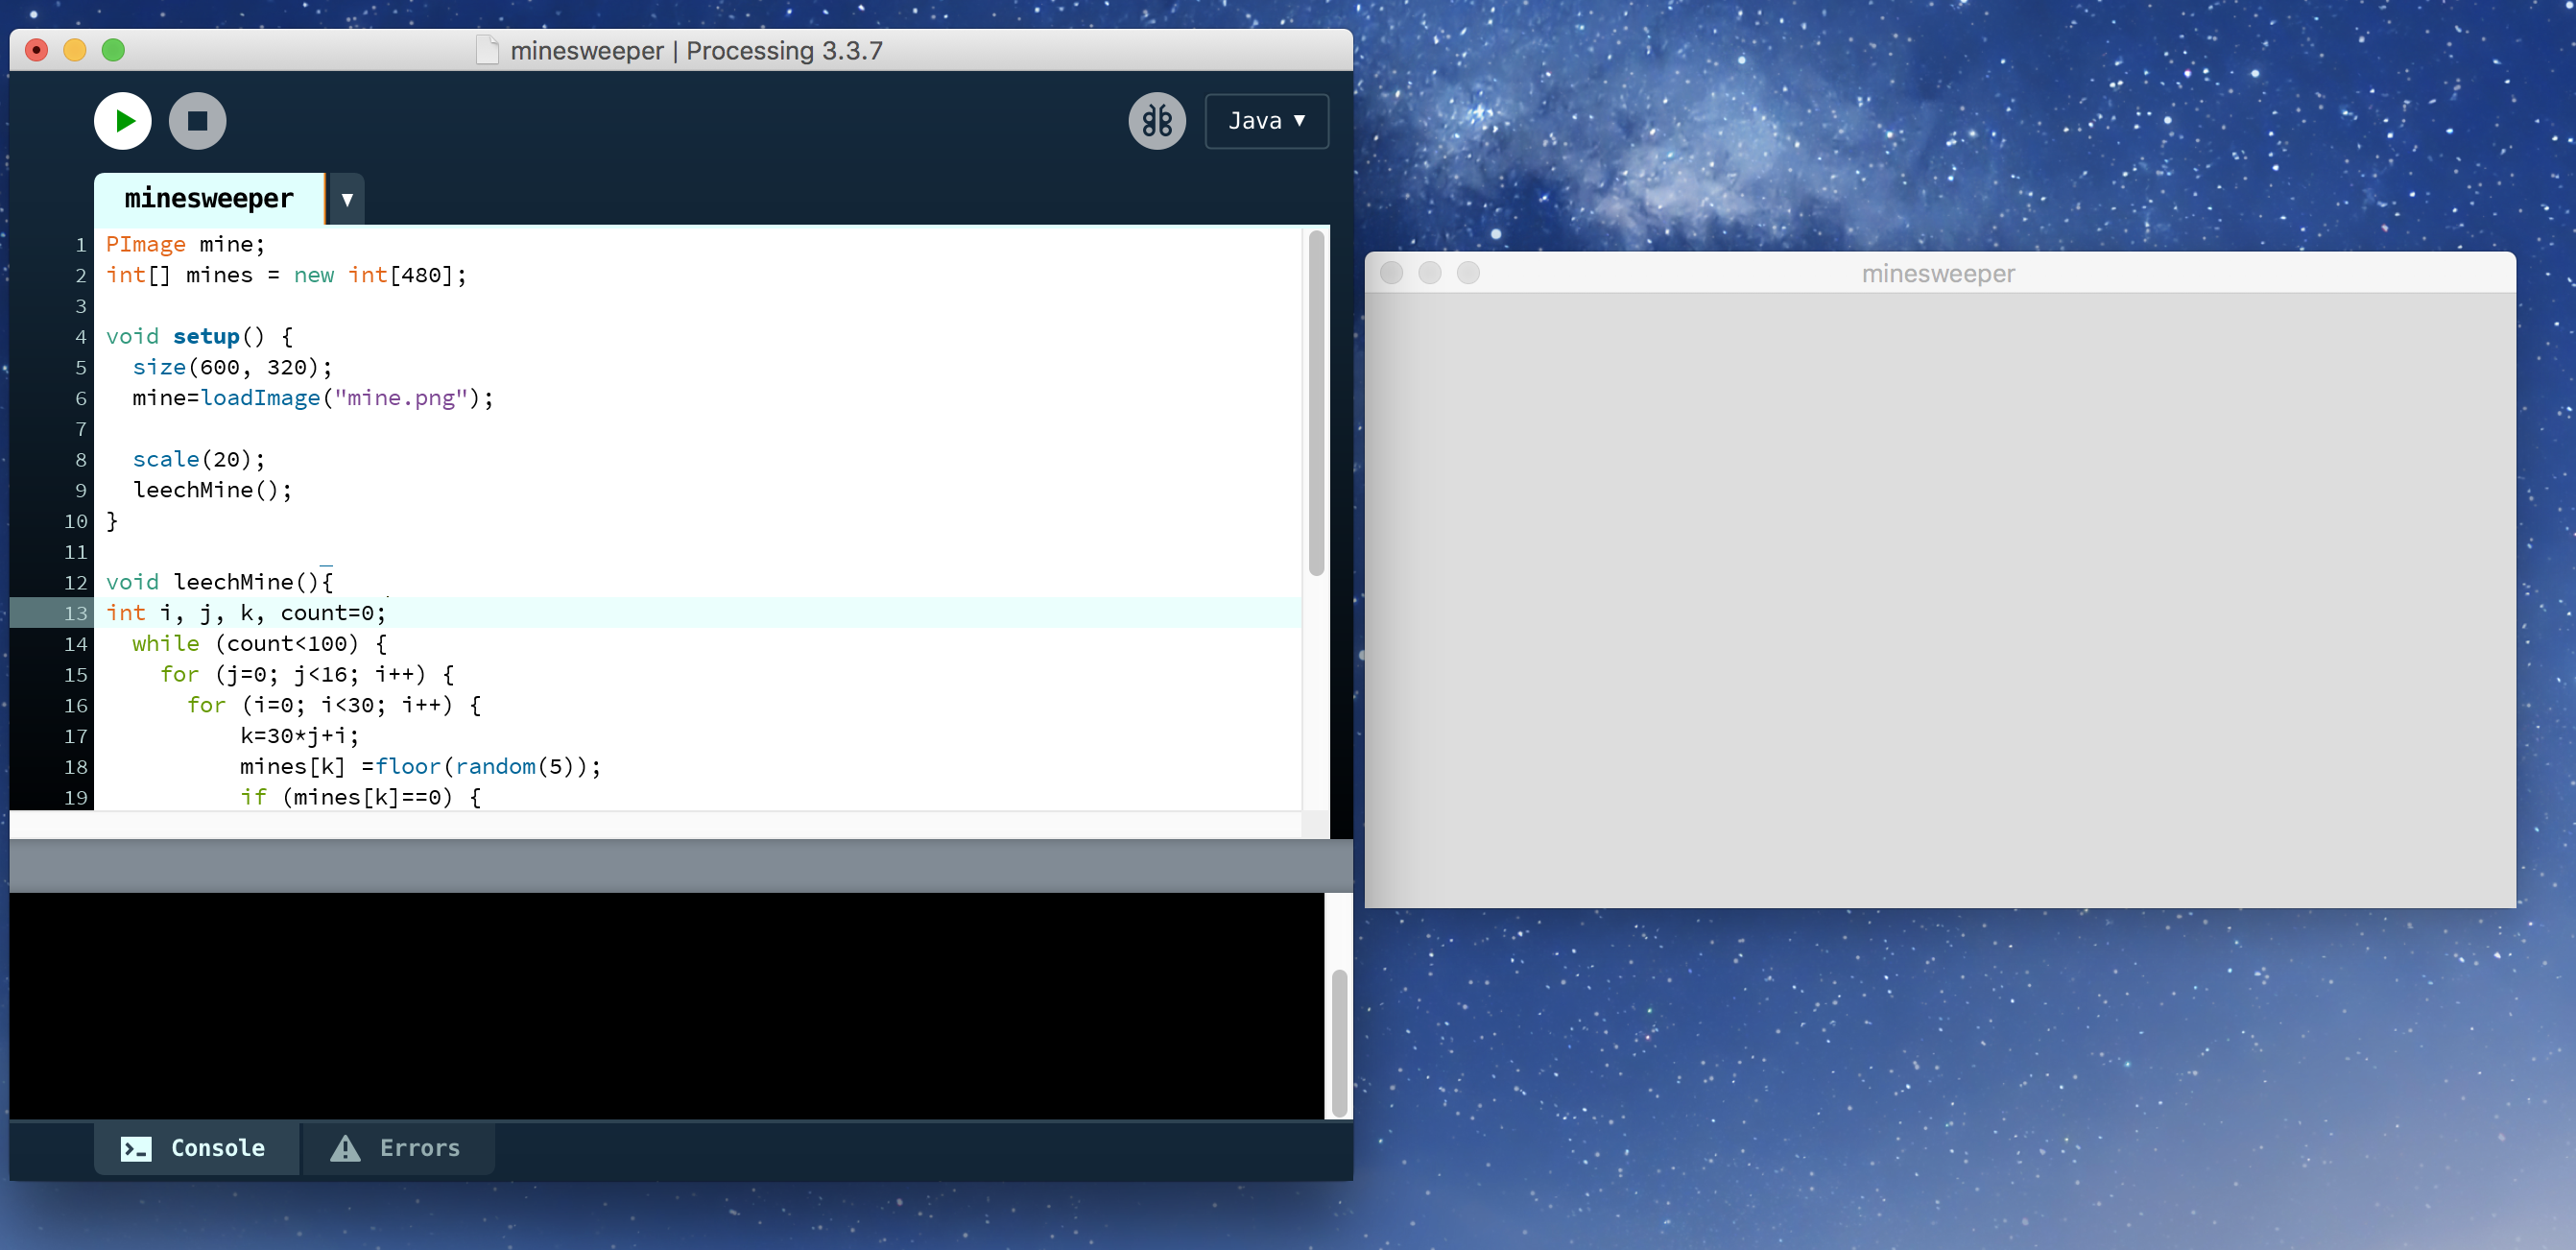 minesweeper | Processing 3.3.7
Java ▼
minesweeper ▼
1 PImage mine;
2 int[] mines = new int[480];
3
4 void setup() {
5   size(600, 320);
6   mine=loadImage("mine.png");
7
8   scale(20);
9   leechMine();
10 }
11
12 void leechMine(){
13 int i, j, k, count=0;
14   while (count<100) {
15     for (j=0; j<16; i++) {
16       for (i=0; i<30; i++) {
17           k=30*j+i;
18           mines[k] =floor(random(5));
19           if (mines[k]==0) {
Console
Errors
minesweeper